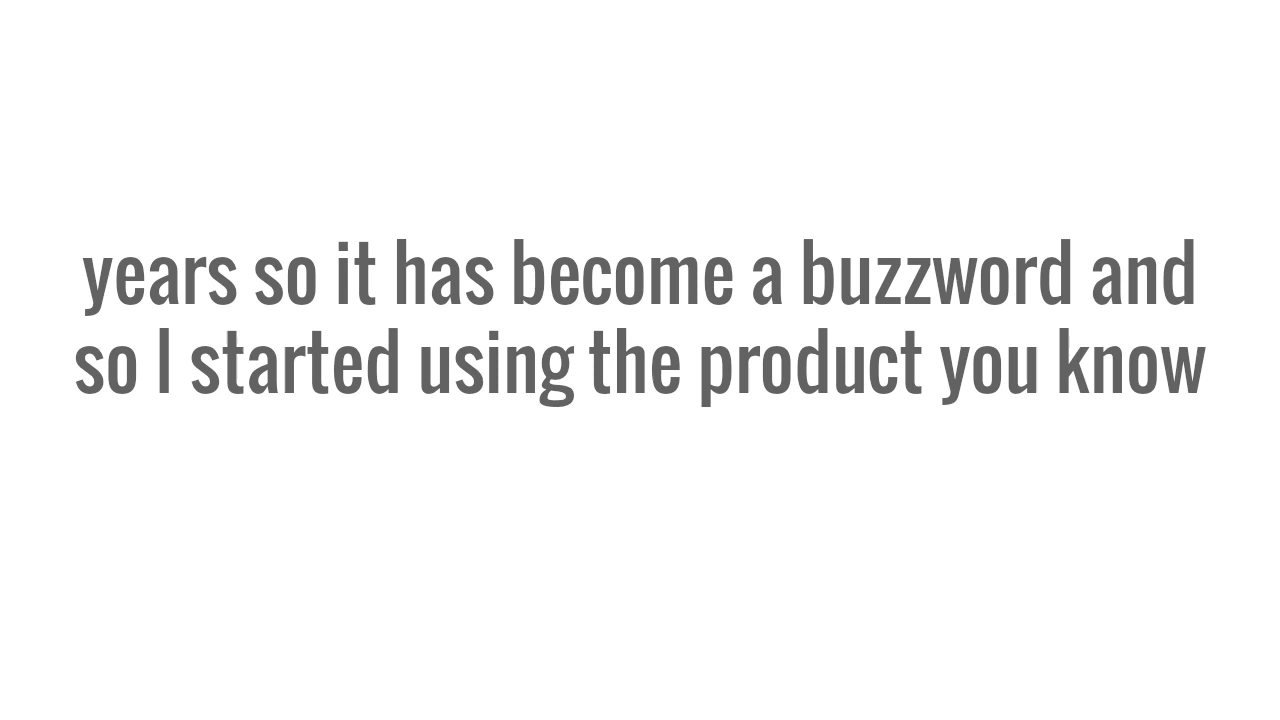 years so it has become a buzzword and
so I started using the product you know